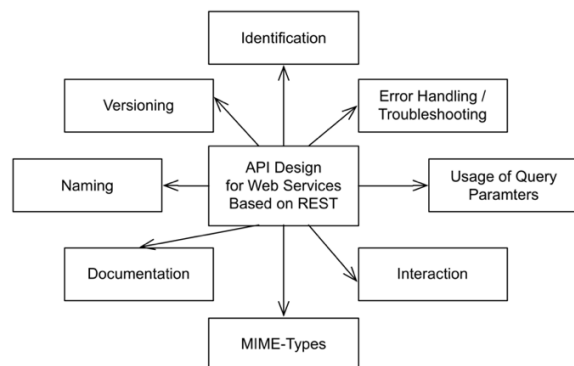 Identification
Versioning
Error Handling /
Troubleshooting
Naming
API Design
for Web Services
Based on REST
Usage of Query
Paramters
Documentation
Interaction
MIME-Types